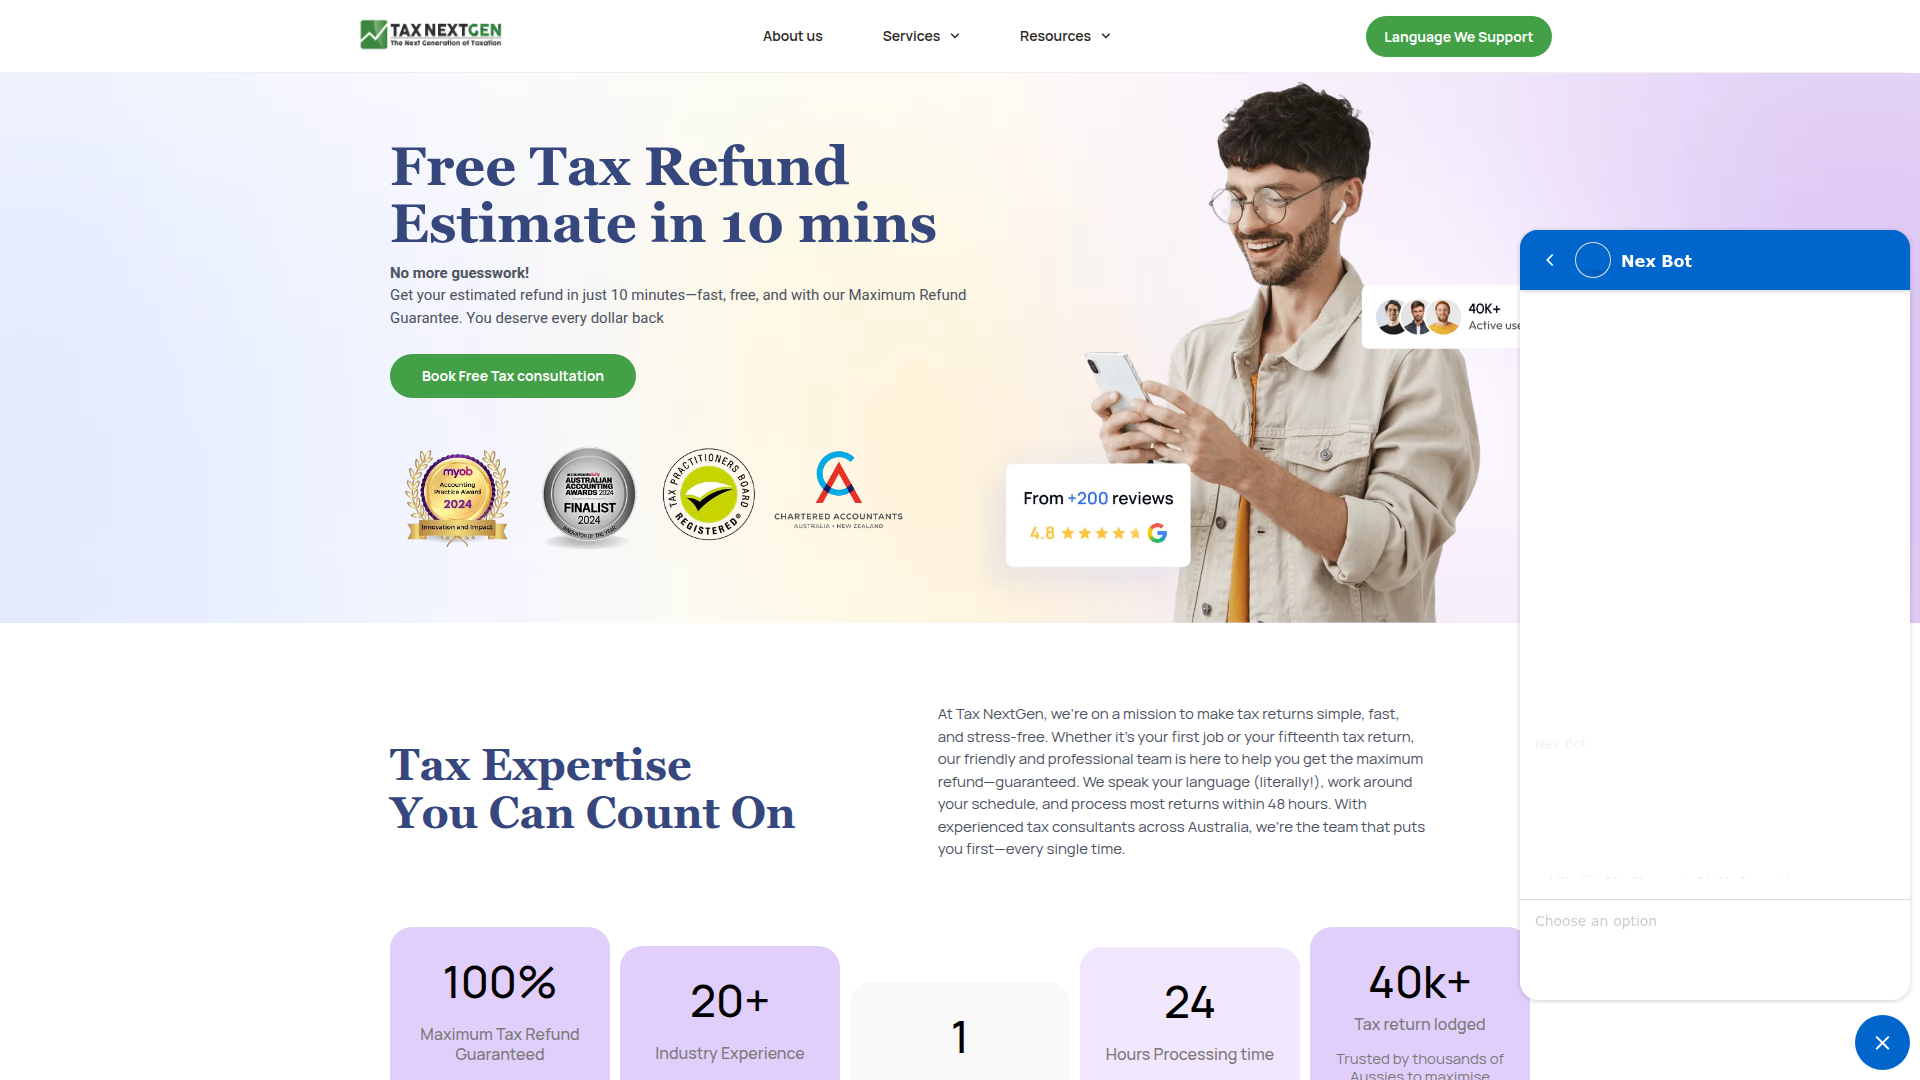 TAX NEXTGEN
The Next Generation of Taxation
About us
Services
Resources
Language We Support
Free Tax Refund
Estimate in 10 mins
No more guesswork!
Get your estimated refund in just 10 minutes—fast, free, and with our Maximum Refund
Guarantee. You deserve every dollar back
Book Free Tax consultation
myob
Accounting
Practice Award
2024
Innovation and Impact
accountantsdaily
AUSTRALIAN
ACCOUNTING
AWARDS 2024
FINALIST
2024
INNOVATOR OF THE YEAR
TAX PRACTITIONERS BOARD
REGISTERED
CHARTERED ACCOUNTANTS
AUSTRALIA + NEW ZEALAND
40K+
Active use
From +200 reviews
4.8
Nex Bot
Nex Bot
Choose an option
Tax Expertise
You Can Count On
At Tax NextGen, we're on a mission to make tax returns simple, fast,
and stress-free. Whether it's your first job or your fifteenth tax return,
our friendly and professional team is here to help you get the maximum
refund—guaranteed. We speak your language (literally!), work around
your schedule, and process most returns within 48 hours. With
experienced tax consultants across Australia, we're the team that puts
you first—every single time.
100%
Maximum Tax Refund
Guaranteed
20+
Industry Experience
1
24
Hours Processing time
40k+
Tax return lodged
Trusted by thousands of
Aussies to maximise